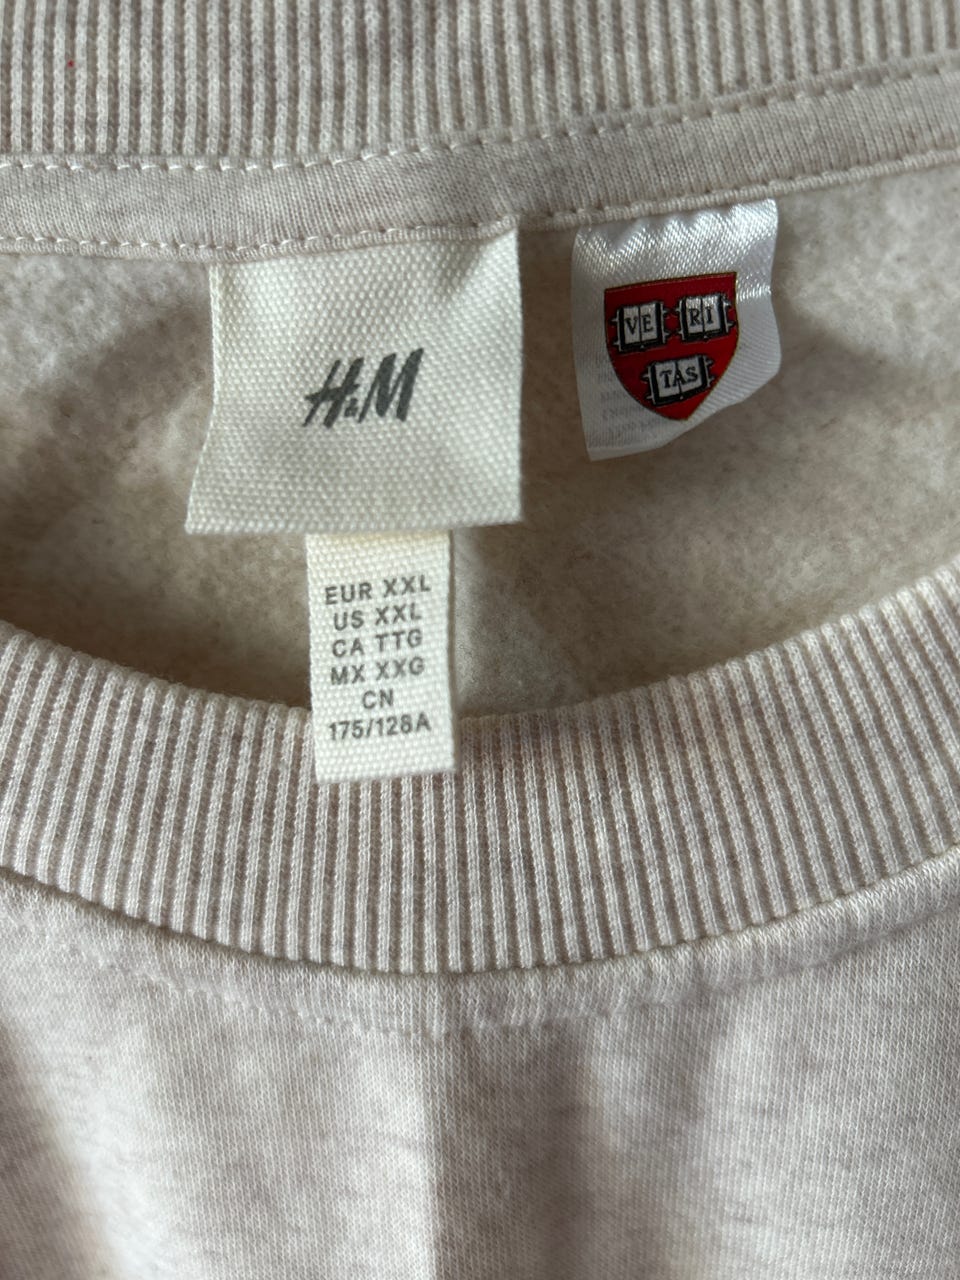 H&M
VE RI
TAS
EUR XXL
US XXL
CA TTG
MX XXG
CN
175/128A